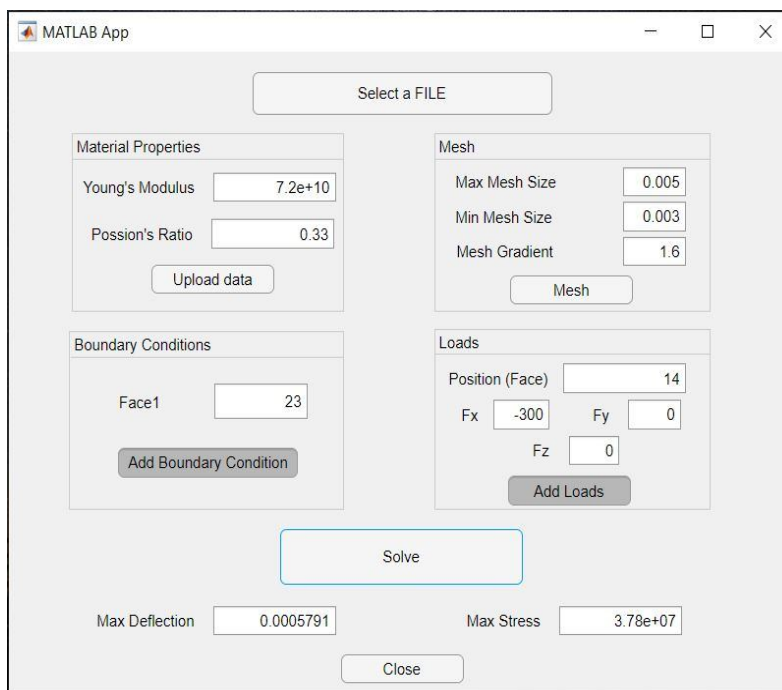 MATLAB App
Select a FILE
Material Properties
Young's Modulus 7.2e+10
Possion's Ratio 0.33
Upload data
Mesh
Max Mesh Size 0.005
Min Mesh Size 0.003
Mesh Gradient 1.6
Mesh
Boundary Conditions
Face1 23
Add Boundary Condition
Loads
Position (Face) 14
Fx -300 Fy 0
Fz 0
Add Loads
Solve
Max Deflection 0.0005791 Max Stress 3.78e+07
Close